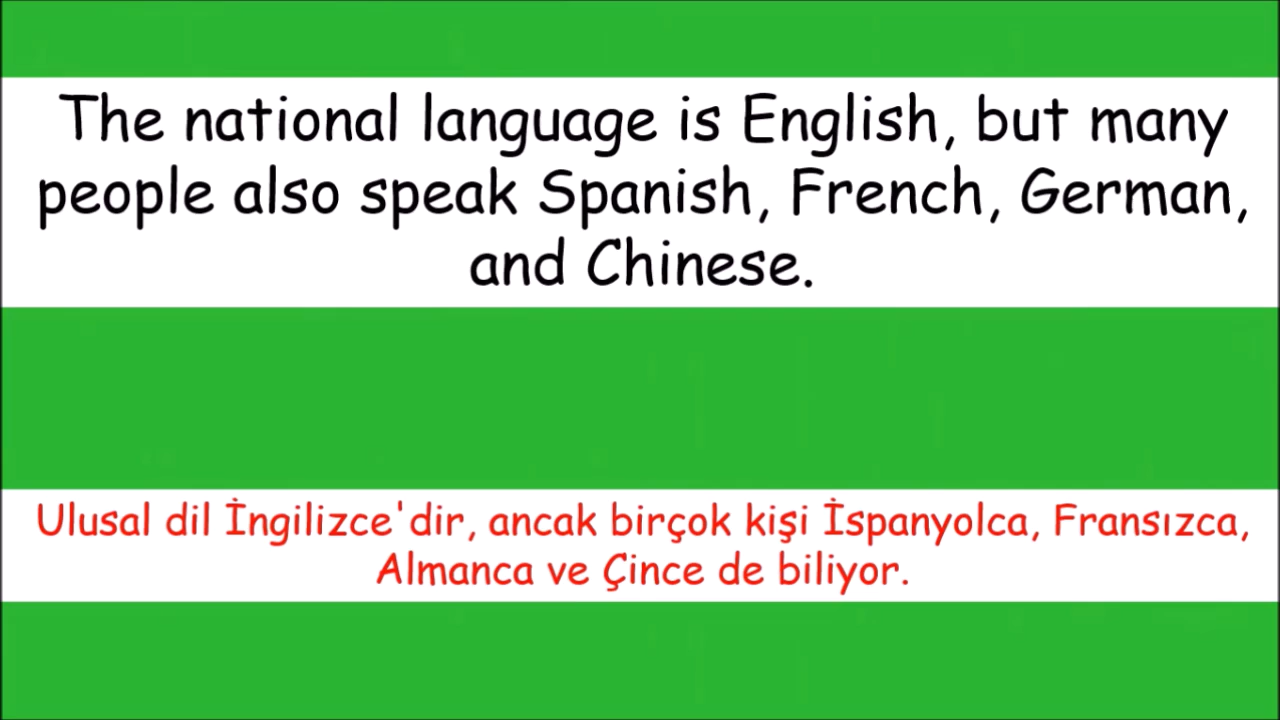 The national language is English, but many
people also speak Spanish, French, German,
and Chinese.
Ulusal dil İngilizce'dir, ancak birçok kişi İspanyolca, Fransızca,
Almanca ve Çince de biliyor.